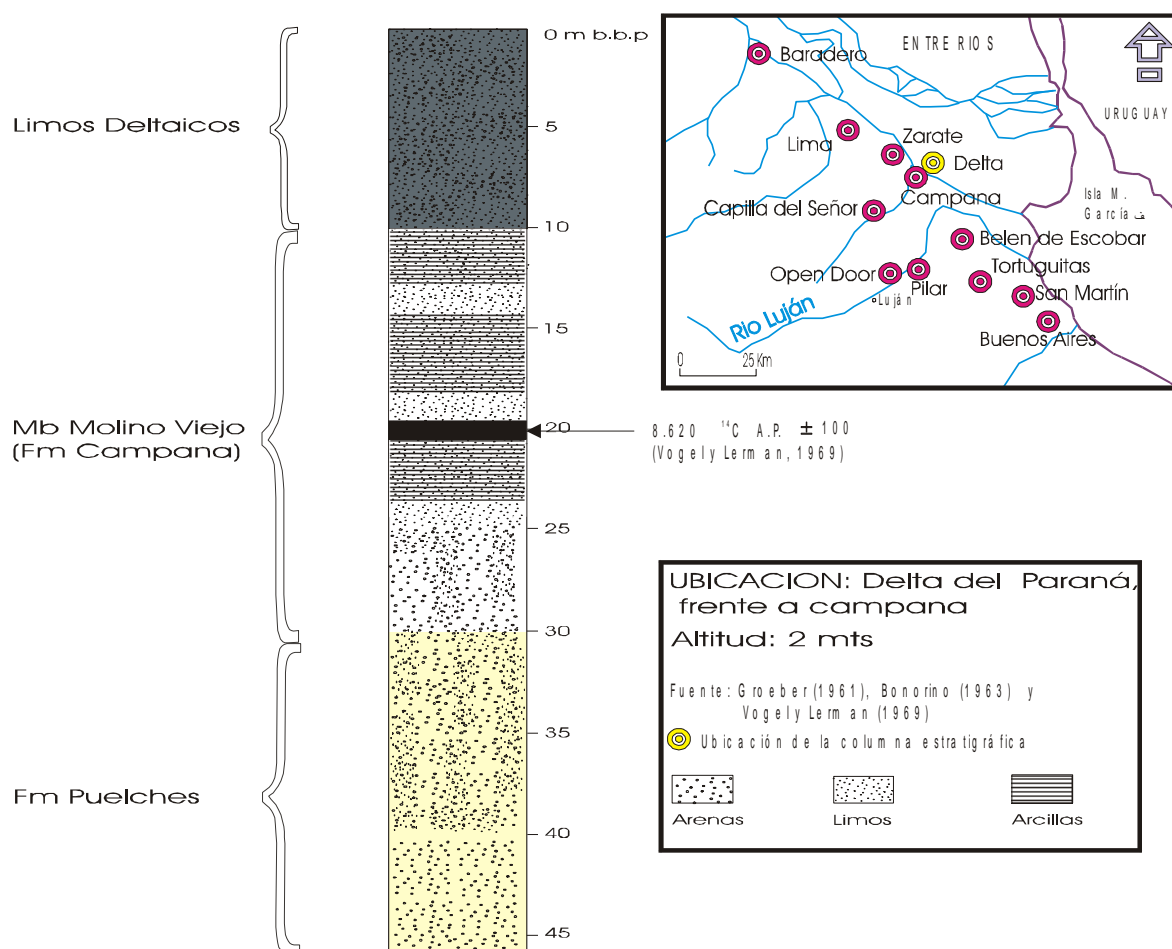 Limos Deltaicos
Mb Molino Viejo
(Fm Campana)
Fm Puelches
0 m b.b.p
5
10
15
20
25
30
35
40
45
8.620 14C A.P. ± 100
(Vogel y Lerman, 1969)
ENTRE RIOS
URUGUAY
Baradero
Lima
Zarate
Delta
Campana
Capilla del Señor
Isla M.
García
Belen de Escobar
Open Door
Pilar
Tortuguitas
Luján
San Martín
Rio Luján
Buenos Aires
0 25 Km
UBICACION: Delta del Paraná,
frente a campana
Altitud: 2 mts
Fuente: Groeber (1961), Bonorino (1963) y
Vogel y Lerman (1969)
Ubicación de la columna estratigráfica
Arenas Limos Arcillas